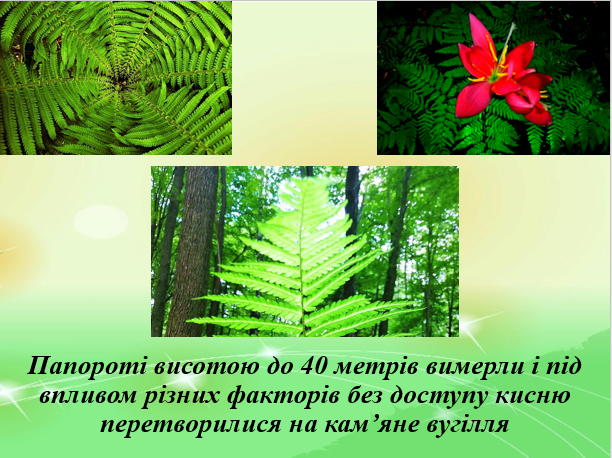 Папороті висотою до 40 метрів вимерли і під
впливом різних факторів без доступу кисню
перетворилися на кам’яне вугілля